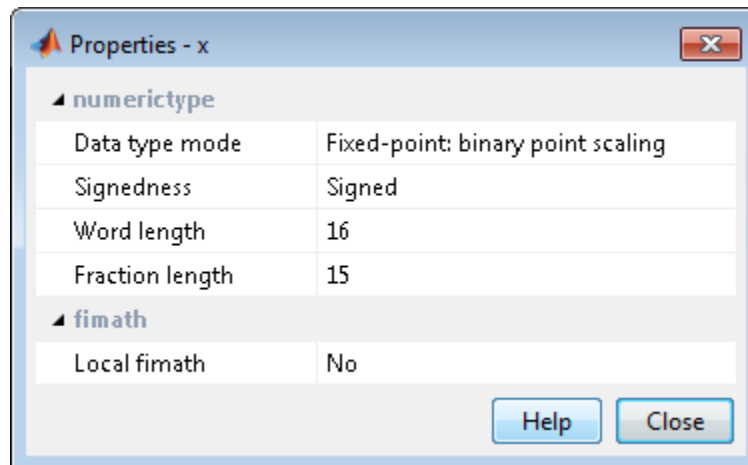 Properties - x
numerictype
Data type mode Fixed-point: binary point scaling
Signedness Signed
Word length 16
Fraction length 15
fimath
Local fimath No
Help Close